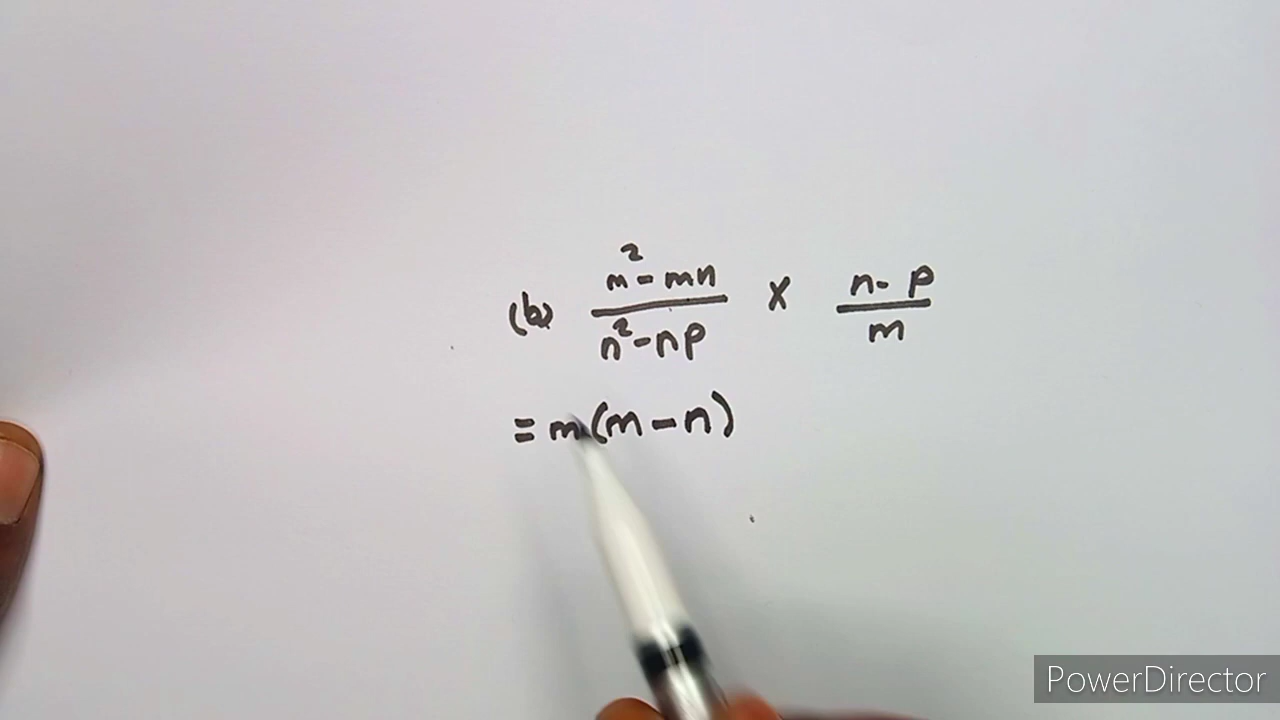 (b) m²-mn / n²-np x n-p / m
= m(m-n)
PowerDirector